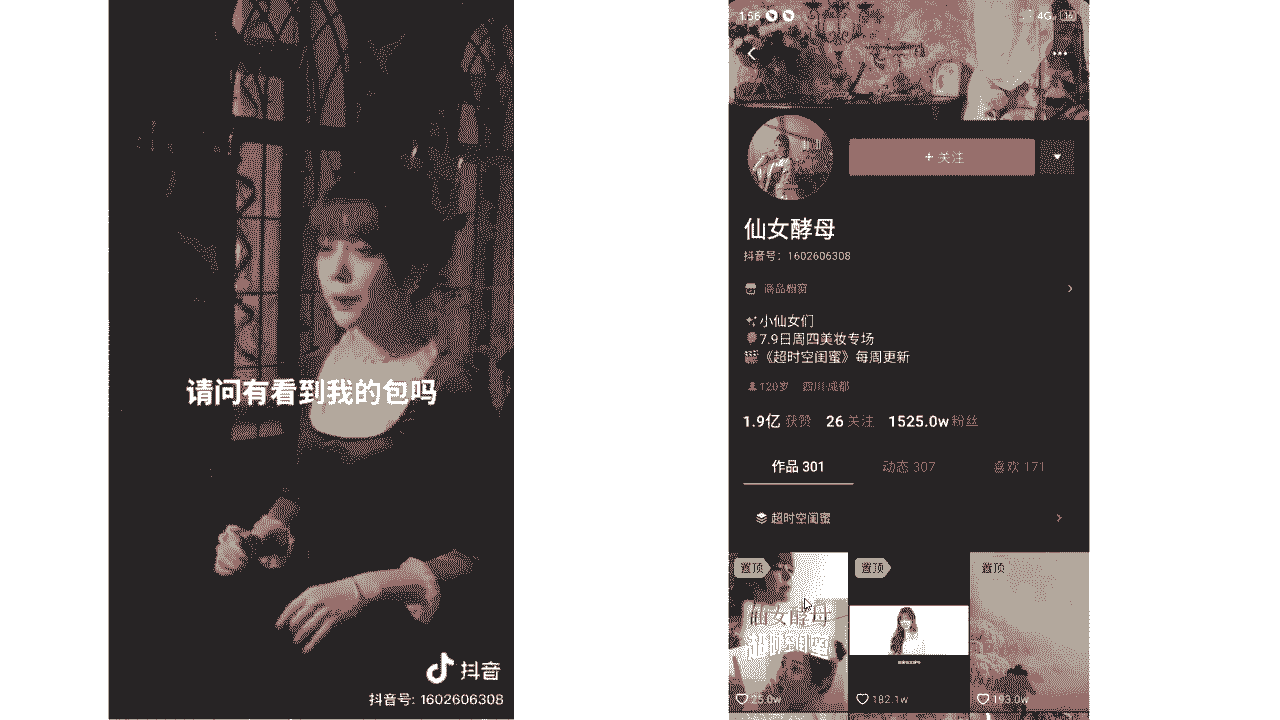 请问有看到我的包吗
抖音
抖音号: 1602606308
1:56
4G
16
+ 关注
仙女酵母
抖音号：1602606308
商品橱窗
小仙女们
7.9日周四美妆专场
《超时空闺蜜》每周更新
120岁 四川·成都
1.9亿 获赞 26 关注 1525.0w 粉丝
作品 301 动态 307 喜欢 171
超时空闺蜜
置顶 置顶 置顶
仙女酵母
25.0w 182.1w 193.0w